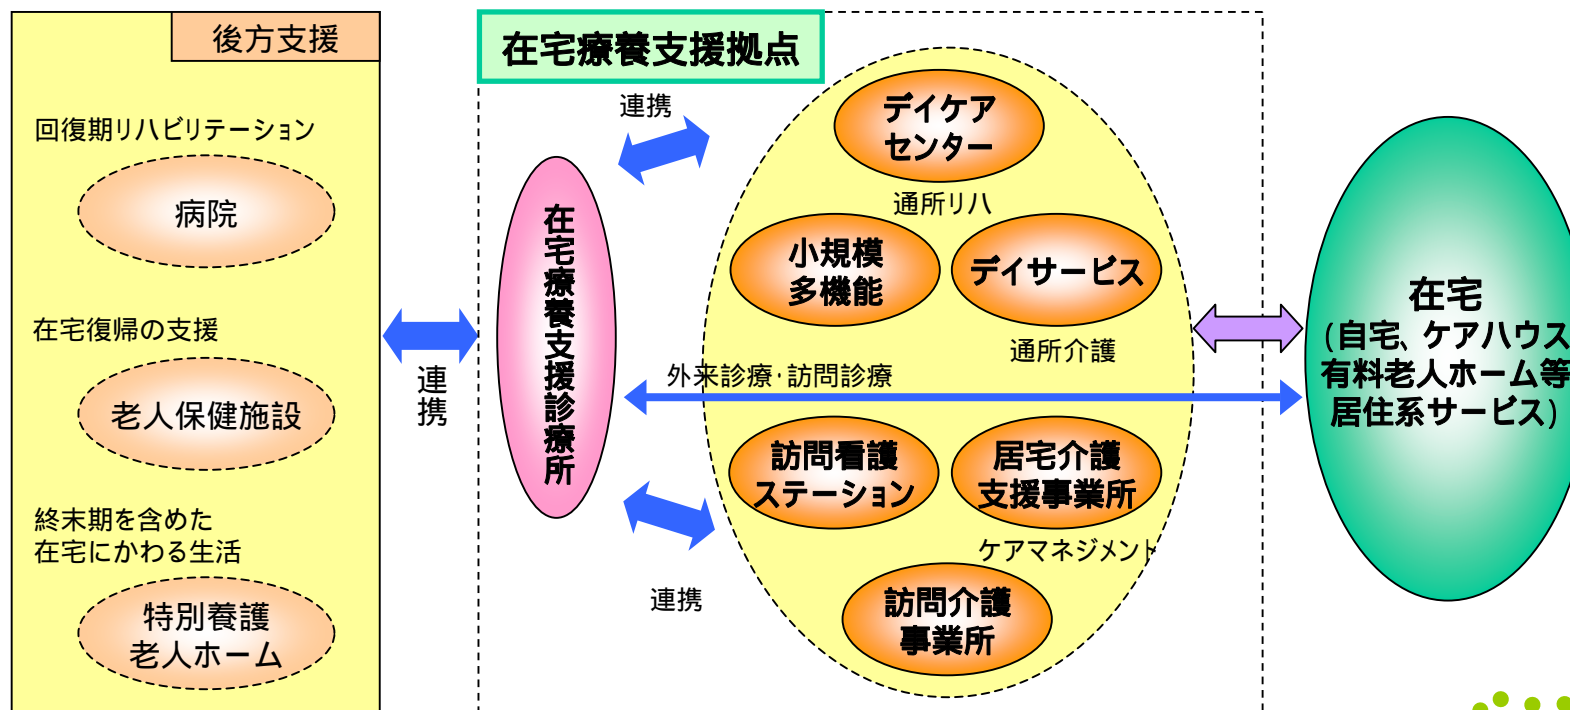 後方支援
回復期リハビリテーション
病院
在宅復帰の支援
老人保健施設
終末期を含めた
在宅にかわる生活
特別養護
老人ホーム
連携
在宅療養支援拠点
連携
在宅療養支援診療所
連携
デイケア
センター
通所リハ
小規模
多機能
デイサービス
通所介護
外来診療・訪問診療
訪問看護
ステーション
居宅介護
支援事業所
ケアマネジメント
訪問介護
事業所
在宅
(自宅、ケアハウス
有料老人ホーム等
居住系サービス)